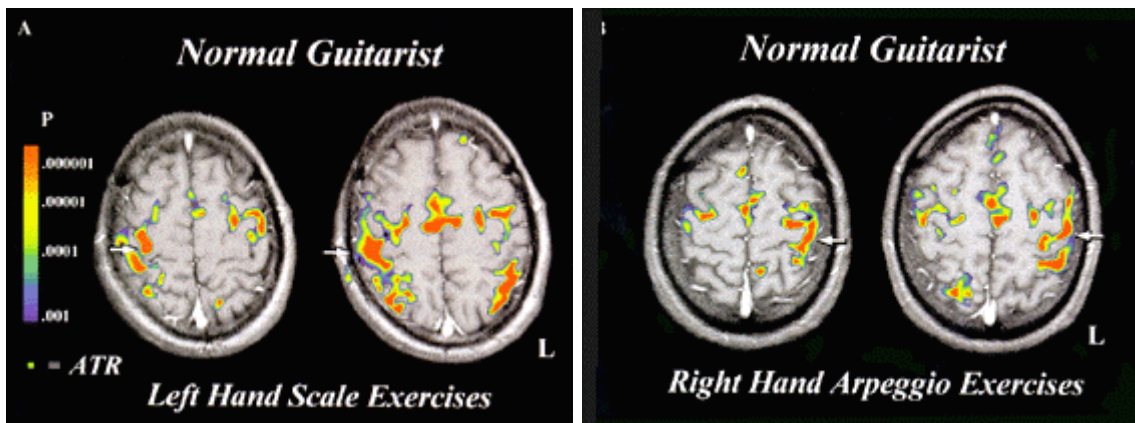 A
Normal Guitarist
P
.000001
.00001
.0001
.001
L
ATR
Left Hand Scale Exercises
Normal Guitarist
L
Right Hand Arpeggio Exercises